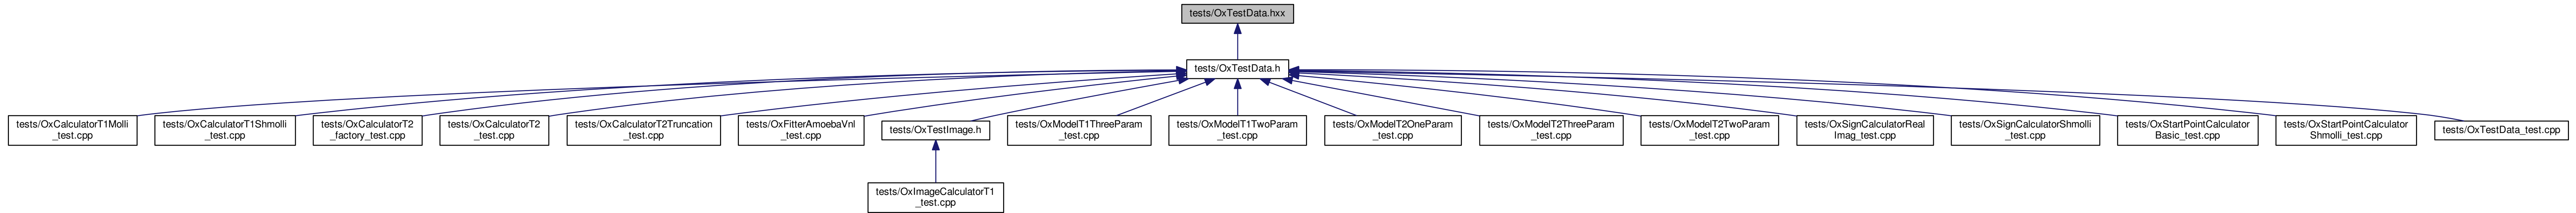 tests/OxTestData.hxx
tests/OxTestData.h
tests/OxCalculatorT1Molli
_test.cpp
tests/OxCalculatorT1Shmolli
_test.cpp
tests/OxCalculatorT2
_factory_test.cpp
tests/OxCalculatorT2
_test.cpp
tests/OxCalculatorT2Truncation
_test.cpp
tests/OxFitterAmoebaVnl
_test.cpp
tests/OxTestImage.h
tests/OxModelT1ThreeParam
_test.cpp
tests/OxModelT1TwoParam
_test.cpp
tests/OxModelT2OneParam
_test.cpp
tests/OxModelT2ThreeParam
_test.cpp
tests/OxModelT2TwoParam
_test.cpp
tests/OxSignCalculatorReal
Imag_test.cpp
tests/OxSignCalculatorShmolli
_test.cpp
tests/OxStartPointCalculator
Basic_test.cpp
tests/OxStartPointCalculator
Shmolli_test.cpp
tests/OxTestData_test.cpp
tests/OxImageCalculatorT1
_test.cpp